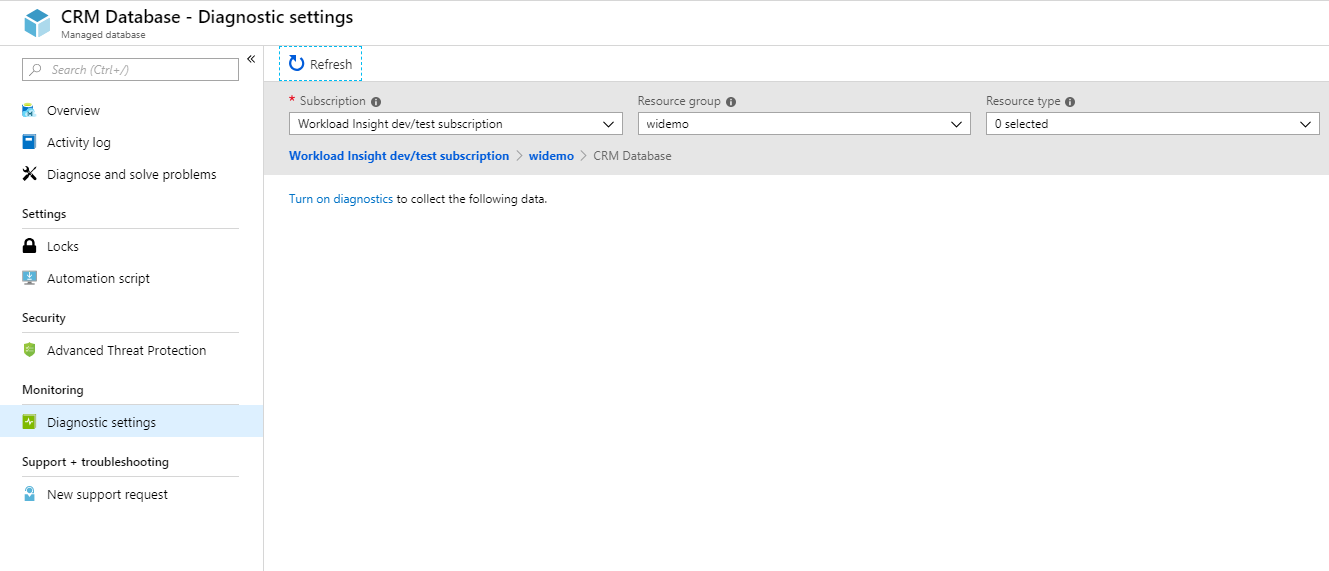 CRM Database - Diagnostic settings
Managed database
Search (Ctrl+/)
«
Overview
Activity log
Diagnose and solve problems
Settings
Locks
Automation script
Security
Advanced Threat Protection
Monitoring
Diagnostic settings
Support + troubleshooting
New support request
Refresh
* Subscription
Resource group
Resource type
Workload Insight dev/test subscription
widemo
0 selected
Workload Insight dev/test subscription > widemo > CRM Database
Turn on diagnostics to collect the following data.